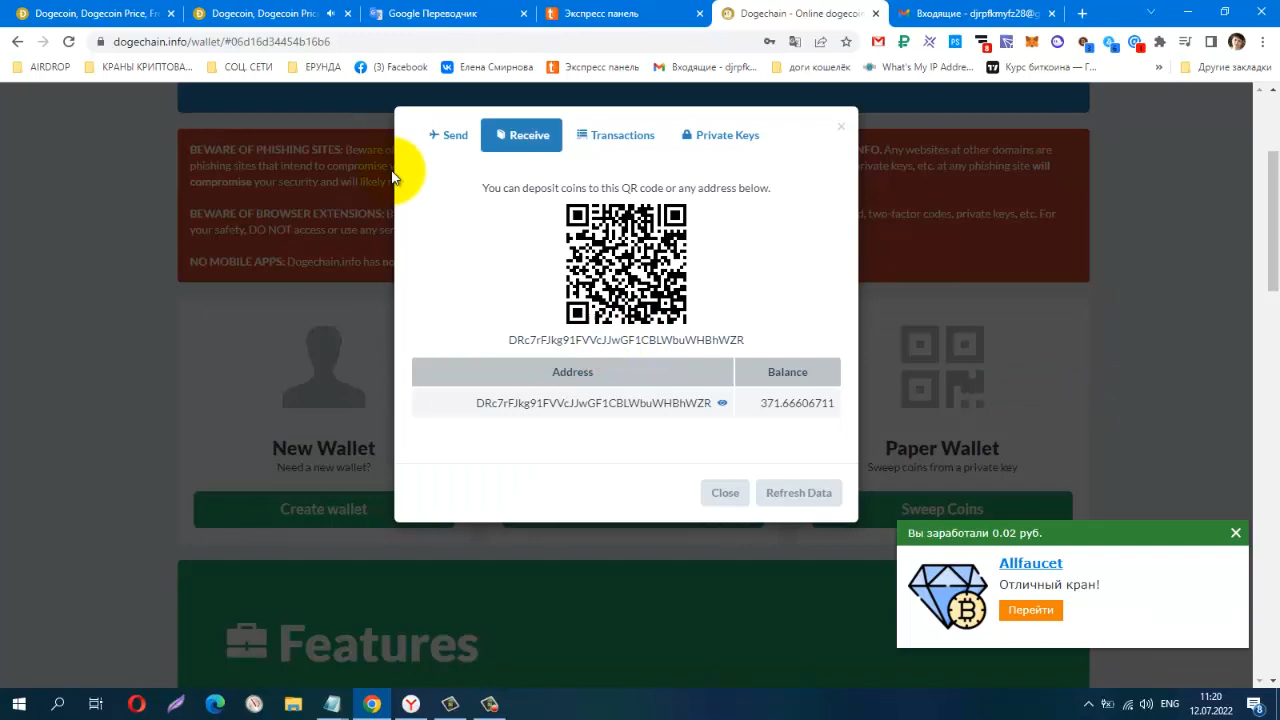 Dogecoin, Dogecoin Price, Fr
Dogecoin, Dogecoin Price
Google Переводчик
Экспресс панель
Dogechain - Online dogecoin
Входящие - djrpfkmyfz28@g
dogechain.info/wallet/#06d16d34454b16b6
AIRDROP
КРАНЫ КРИПТОВА...
СОЦ. СЕТИ
ЕРУНДА
(3) Facebook
Елена Смирнова
Экспресс панель
Входящие - djrpfk...
доги кошелёк
What's My IP Addre...
Курс биткоина — Г...
»
Другие закладки
Send
Receive
Transactions
Private Keys
BEWARE OF PHISHING SITES:
INFO. Any websites at other domains are
phishing sites that intend to compromise
private keys, etc. at any phishing site will
compromise your security and will likely
You can deposit coins to this QR code or any address below.
BEWARE OF BROWSER EXTENSIONS:
, two-factor codes, private keys, etc. For
your safety, DO NOT access or use any
NO MOBILE APPS: Dogechain.info has
DRc7rFJkg91FVVcJJwGF1CBLWbuWHBhWZR
Address
Balance
DRc7rFJkg91FVVcJJwGF1CBLWbuWHBhWZR
371.66606711
New Wallet
Need a new wallet?
Create wallet
Paper Wallet
Sweep coins from a private key
Sweep Coins
Close
Refresh Data
Вы заработали 0.02 руб.
Allfaucet
Отличный кран!
Перейти
Features
ENG
11:20
12.07.2022